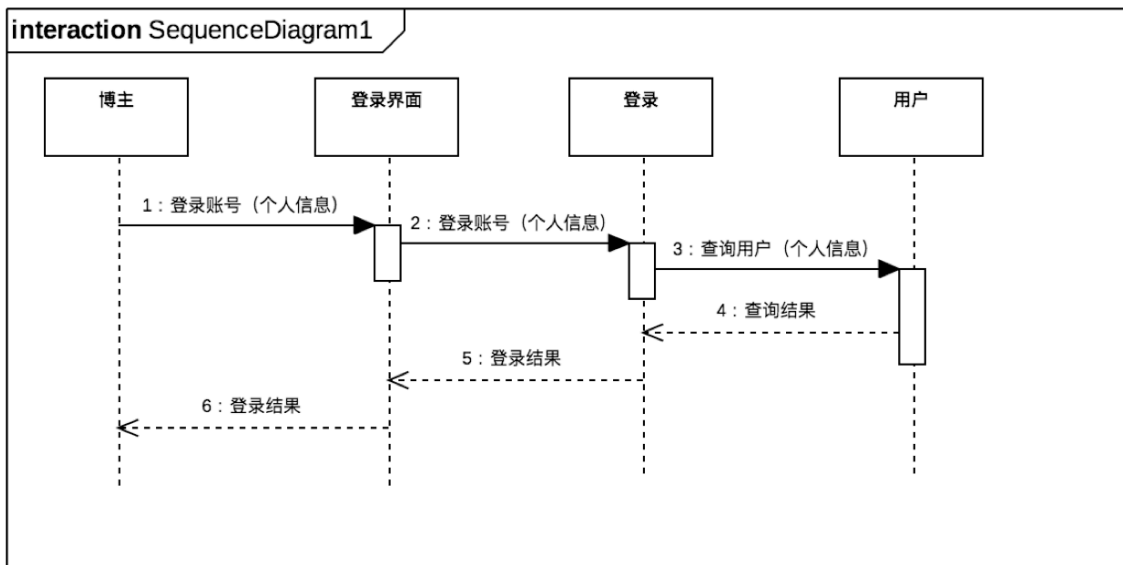 interaction SequenceDiagram1
博主
登录界面
登录
用户
1：登录账号（个人信息）
2：登录账号（个人信息）
3：查询用户（个人信息）
4：查询结果
5：登录结果
6：登录结果